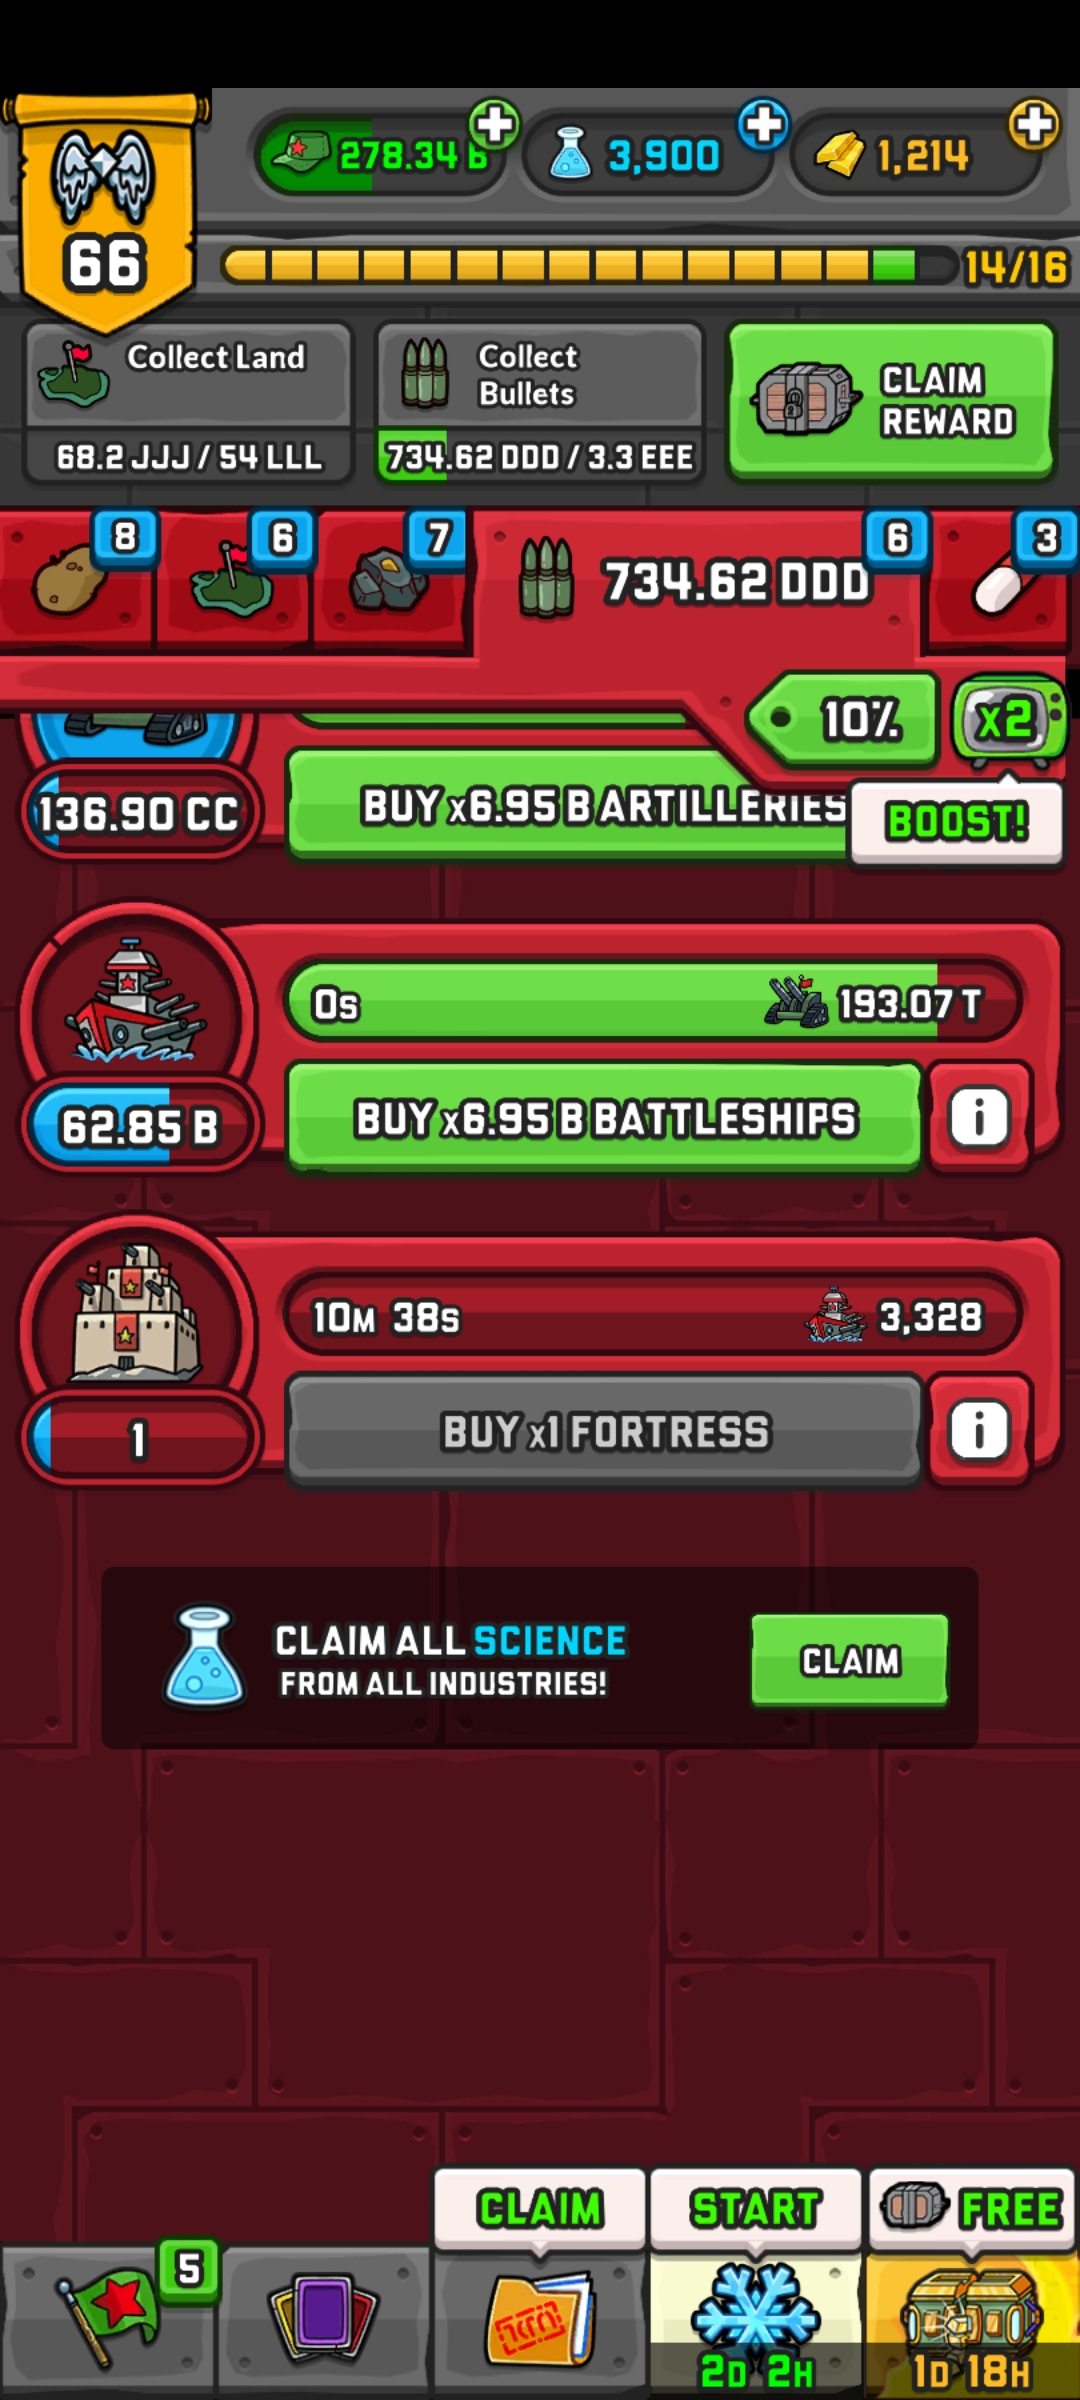 66
278.34 B
3,900
1,214
14/16
Collect Land
68.2 JJJ / 54 LLL
Collect
Bullets
734.62 DDD / 3.3 EEE
CLAIM
REWARD
8
6
7
734.62 DDD
6
3
10%
x2
BOOST!
136.90 CC
BUY x6.95 B ARTILLERIES
0s
193.07 T
62.85 B
BUY x6.95 B BATTLESHIPS
i
10M 38s
3,328
1
BUY x1 FORTRESS
i
CLAIM ALL SCIENCE
FROM ALL INDUSTRIES!
CLAIM
CLAIM
START
FREE
5
2D 2H
1D 18H